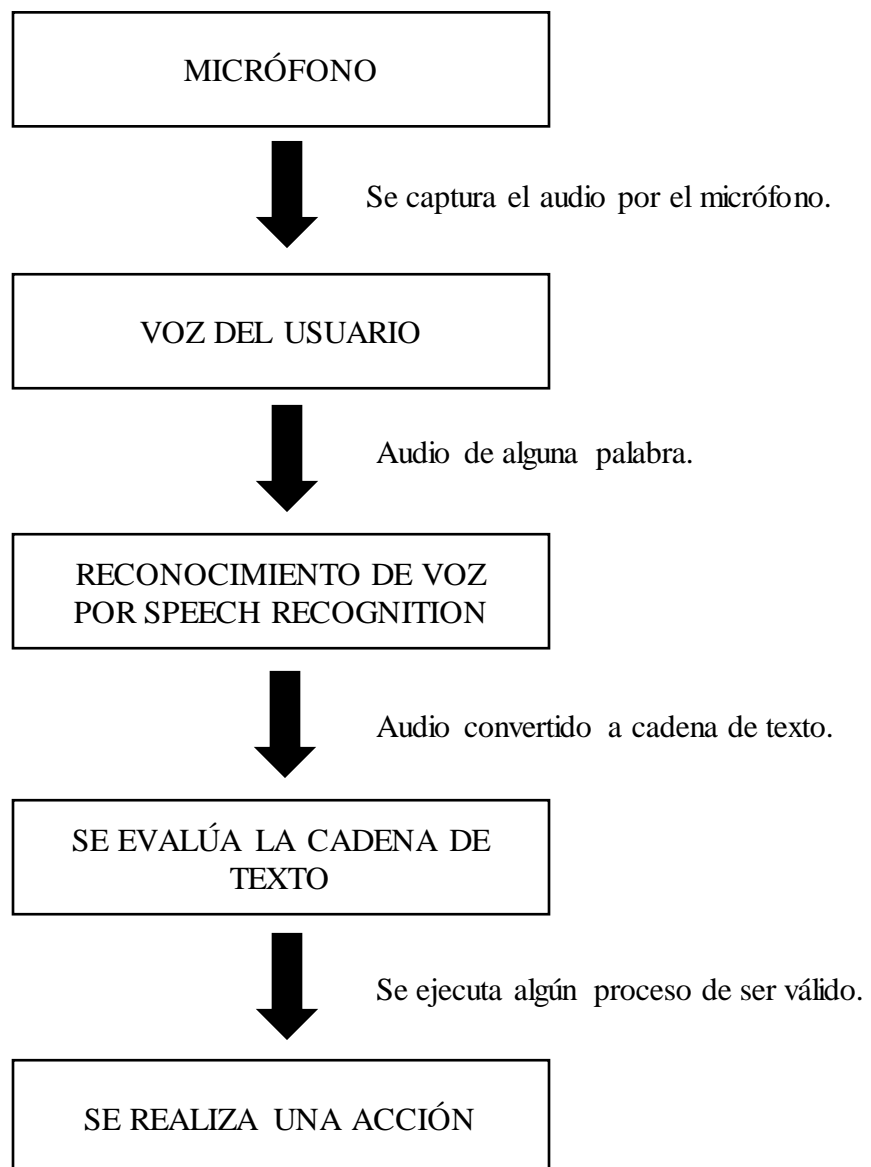 MICRÓFONO
Se captura el audio por el micrófono.
VOZ DEL USUARIO
Audio de alguna palabra.
RECONOCIMIENTO DE VOZ
POR SPEECH RECOGNITION
Audio convertido a cadena de texto.
SE EVALÚA LA CADENA DE
TEXTO
Se ejecuta algún proceso de ser válido.
SE REALIZA UNA ACCIÓN